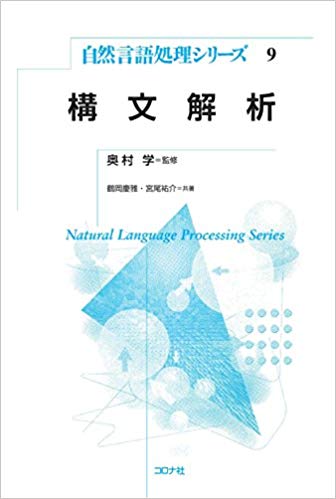 自然言語処理シリーズ 9
構文解析
奥村 学=監修
鶴岡慶雅・宮尾祐介=共著
Natural Language Processing Series
コロナ社